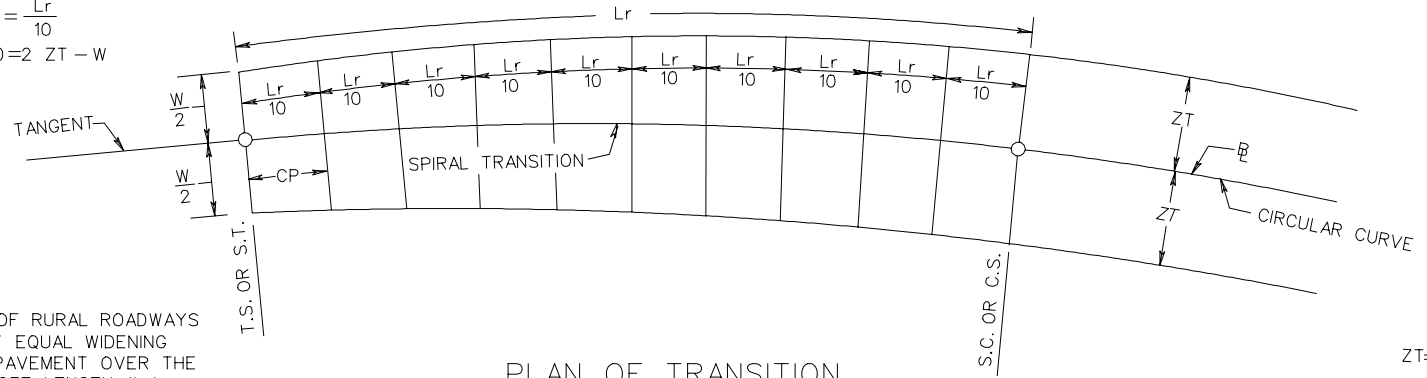 = Lr/10
=2 ZT – W
Lr
Lr/10 Lr/10 Lr/10 Lr/10 Lr/10 Lr/10 Lr/10 Lr/10 Lr/10 Lr/10
W/2
TANGENT
W/2
CP
SPIRAL TRANSITION
ZT
ZT
BL
CIRCULAR CURVE
T.S. OR S.T.
S.C. OR C.S.
OF RURAL ROADWAYS
EQUAL WIDENING
PAVEMENT OVER THE
ZT=
PLAN OF TRANSITION